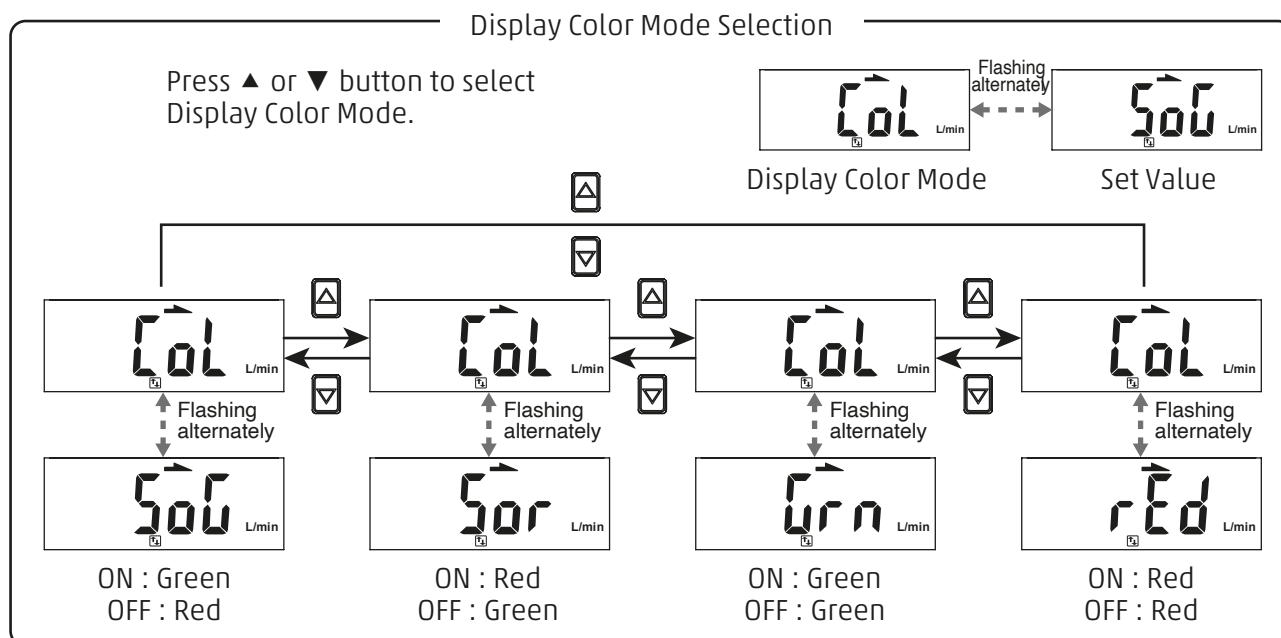 Display Color Mode Selection
Press ▲ or ▼ button to select
Display Color Mode.
CoL L/min
Flashing
alternately
SoG L/min
Display Color Mode
Set Value
CoL L/min
CoL L/min
CoL L/min
CoL L/min
Flashing
alternately
Flashing
alternately
Flashing
alternately
Flashing
alternately
SoG L/min
Sor L/min
Grn L/min
rEd L/min
ON : Green
OFF : Red
ON : Red
OFF : Green
ON : Green
OFF : Green
ON : Red
OFF : Red